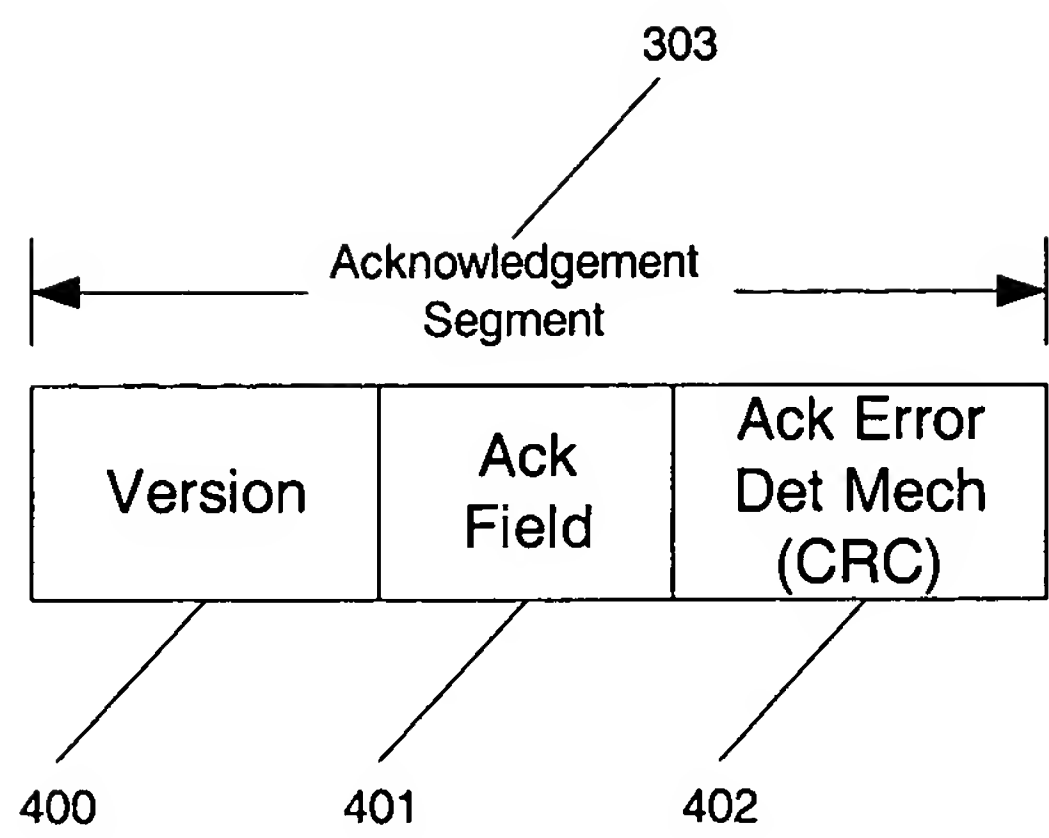 303
Acknowledgement
Segment
Version
Ack
Field
Ack Error
Det Mech
(CRC)
400
401
402